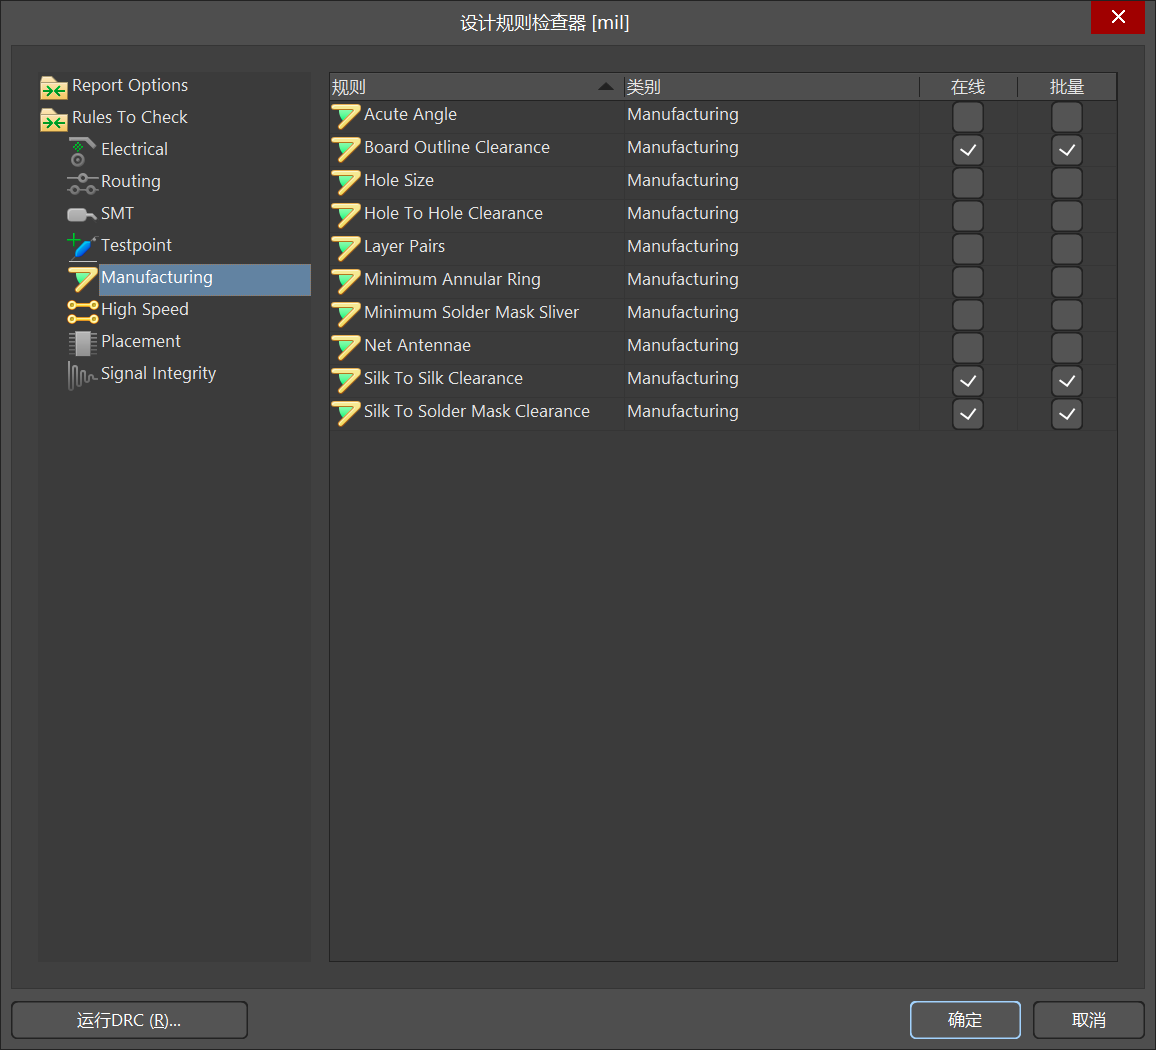 设计规则检查器 [mil]
Report Options
Rules To Check
Electrical
Routing
SMT
Testpoint
Manufacturing
High Speed
Placement
Signal Integrity
规则 类别 在线 批量
Acute Angle Manufacturing
Board Outline Clearance Manufacturing
Hole Size Manufacturing
Hole To Hole Clearance Manufacturing
Layer Pairs Manufacturing
Minimum Annular Ring Manufacturing
Minimum Solder Mask Sliver Manufacturing
Net Antennae Manufacturing
Silk To Silk Clearance Manufacturing
Silk To Solder Mask Clearance Manufacturing
运行DRC (R)...
确定
取消